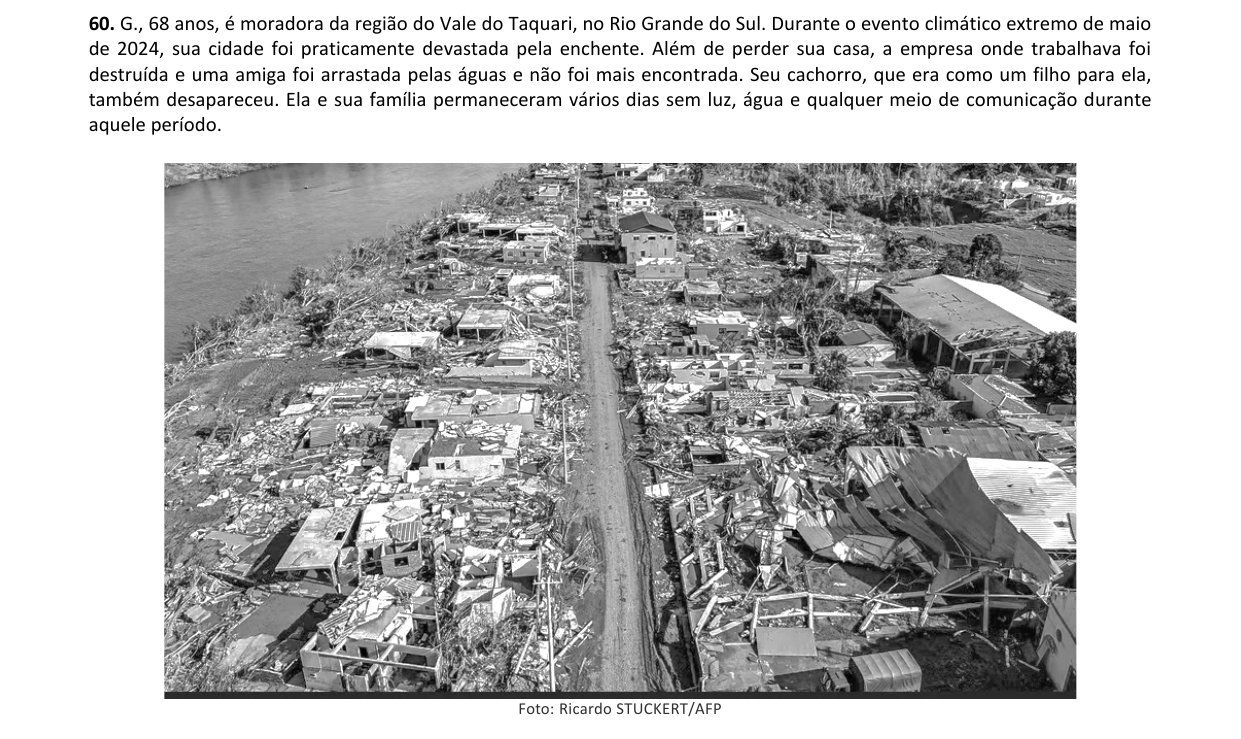 60. G., 68 anos, é moradora da região do Vale do Taquari, no Rio Grande do Sul. Durante o evento climático extremo de maio
de 2024, sua cidade foi praticamente devastada pela enchente. Além de perder sua casa, a empresa onde trabalhava foi
destruída e uma amiga foi arrastada pelas águas e não foi mais encontrada. Seu cachorro, que era como um filho para ela,
também desapareceu. Ela e sua família permaneceram vários dias sem luz, água e qualquer meio de comunicação durante
aquele período.
Foto: Ricardo STUCKERT/AFP